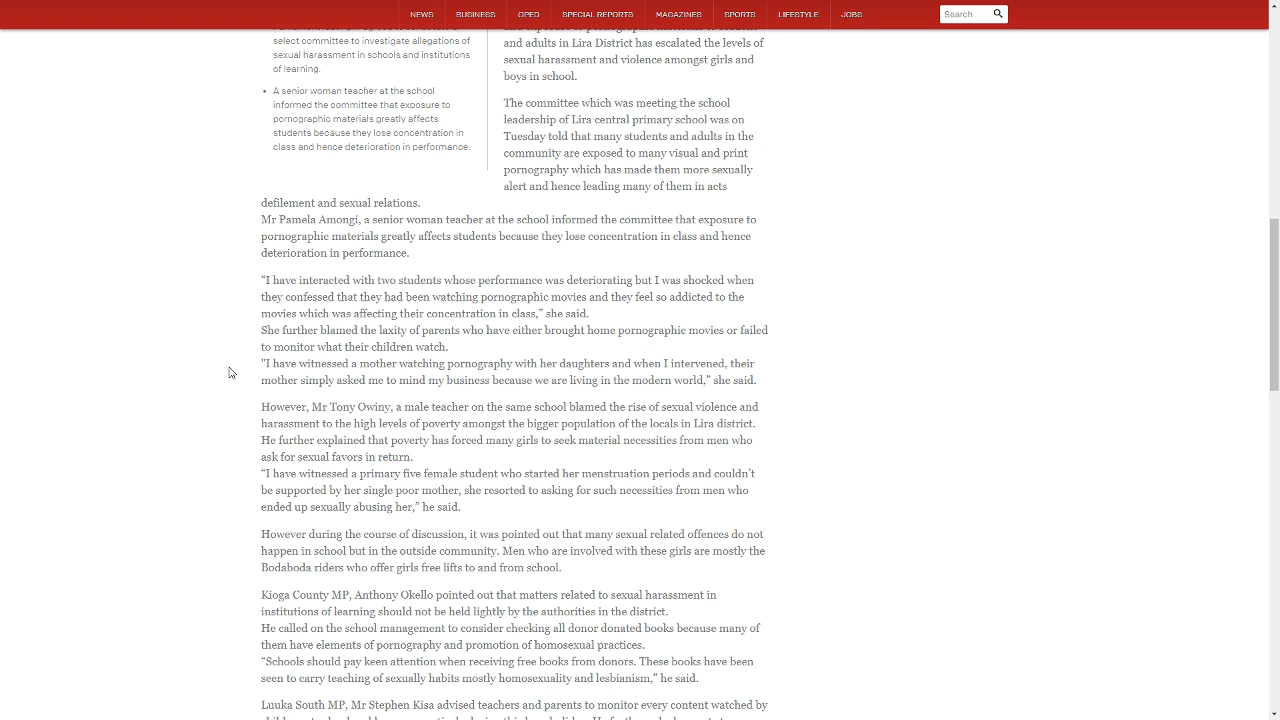 NEWS BUSINESS OPED SPECIAL REPORTS MAGAZINES SPORTS LIFESTYLE JOBS Search
select committee to investigate allegations of
sexual harassment in schools and institutions
of learning.
• A senior woman teacher at the school
informed the committee that exposure to
pornographic materials greatly affects
students because they lose concentration in
class and hence deterioration in performance.
and adults in Lira District has escalated the levels of
sexual harassment and violence amongst girls and
boys in school.
The committee which was meeting the school
leadership of Lira central primary school was on
Tuesday told that many students and adults in the
community are exposed to many visual and print
pornography which has made them more sexually
alert and hence leading many of them in acts
defilement and sexual relations.
Mr Pamela Amongi, a senior woman teacher at the school informed the committee that exposure to
pornographic materials greatly affects students because they lose concentration in class and hence
deterioration in performance.
“I have interacted with two students whose performance was deteriorating but I was shocked when
they confessed that they had been watching pornographic movies and they feel so addicted to the
movies which was affecting their concentration in class,” she said.
She further blamed the laxity of parents who have either brought home pornographic movies or failed
to monitor what their children watch.
"I have witnessed a mother watching pornography with her daughters and when I intervened, their
mother simply asked me to mind my business because we are living in the modern world,” she said.
However, Mr Tony Owiny, a male teacher on the same school blamed the rise of sexual violence and
harassment to the high levels of poverty amongst the bigger population of the locals in Lira district.
He further explained that poverty has forced many girls to seek material necessities from men who
ask for sexual favors in return.
“I have witnessed a primary five female student who started her menstruation periods and couldn’t
be supported by her single poor mother, she resorted to asking for such necessities from men who
ended up sexually abusing her,” he said.
However during the course of discussion, it was pointed out that many sexual related offences do not
happen in school but in the outside community. Men who are involved with these girls are mostly the
Bodaboda riders who offer girls free lifts to and from school.
Kioga County MP, Anthony Okello pointed out that matters related to sexual harassment in
institutions of learning should not be held lightly by the authorities in the district.
He called on the school management to consider checking all donor donated books because many of
them have elements of pornography and promotion of homosexual practices.
“Schools should pay keen attention when receiving free books from donors. These books have been
seen to carry teaching of sexually habits mostly homosexuality and lesbianism,” he said.
Luuka South MP, Mr Stephen Kisa advised teachers and parents to monitor every content watched by